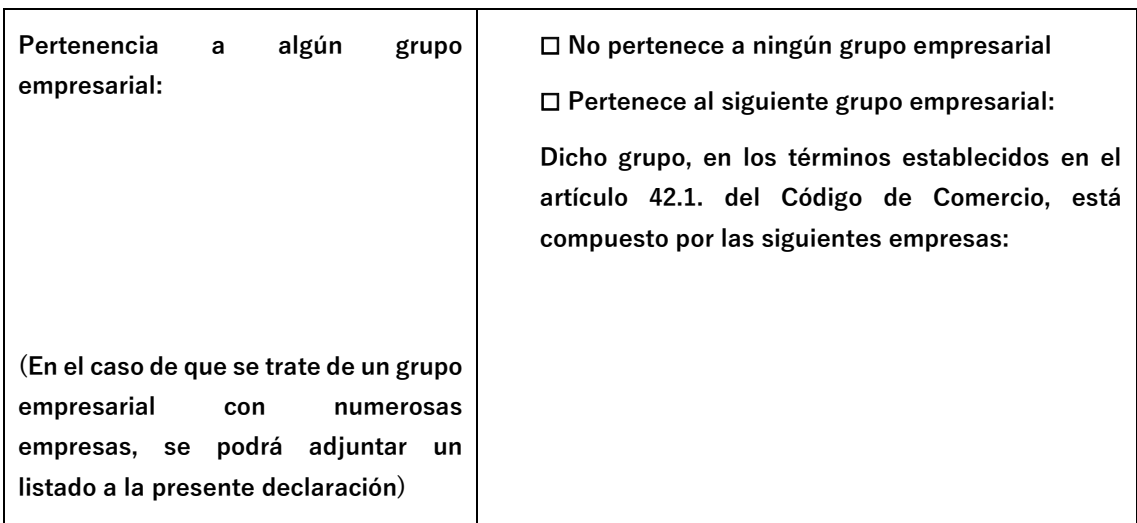 Pertenencia a algún grupo
empresarial:
(En el caso de que se trate de un grupo
empresarial con numerosas
empresas, se podrá adjuntar un
listado a la presente declaración)
☐ No pertenece a ningún grupo empresarial
☐ Pertenece al siguiente grupo empresarial:
Dicho grupo, en los términos establecidos en el
artículo 42.1. del Código de Comercio, está
compuesto por las siguientes empresas: